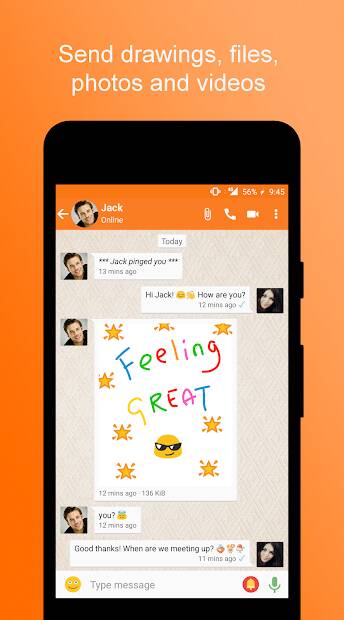 Send drawings, files,
photos and videos
4G 56% 9:45
Jack
Online
Today
*** Jack pinged you ***
13 mins ago
Hi Jack! 😊👋 How are you?
12 mins ago ✓
Feeling
GREAT
12 mins ago · 136 KiB
you? 😇
12 mins ago
Good thanks! When are we meeting up?
11 mins ago ✓
Type message